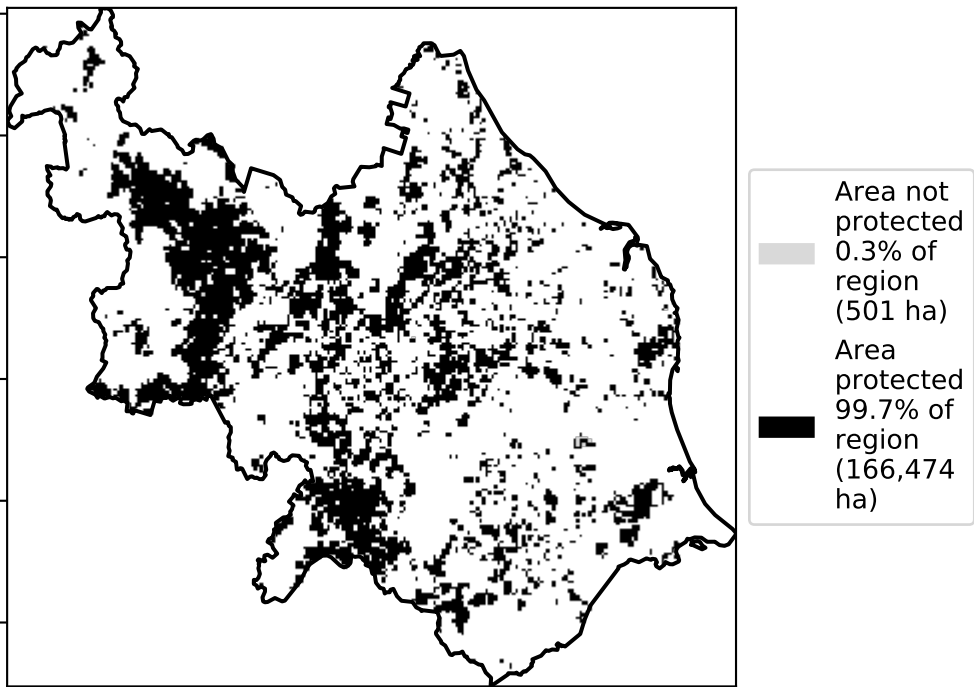 Area not
protected
0.3% of
region
(501 ha)
Area
protected
99.7% of
region
(166,474
ha)